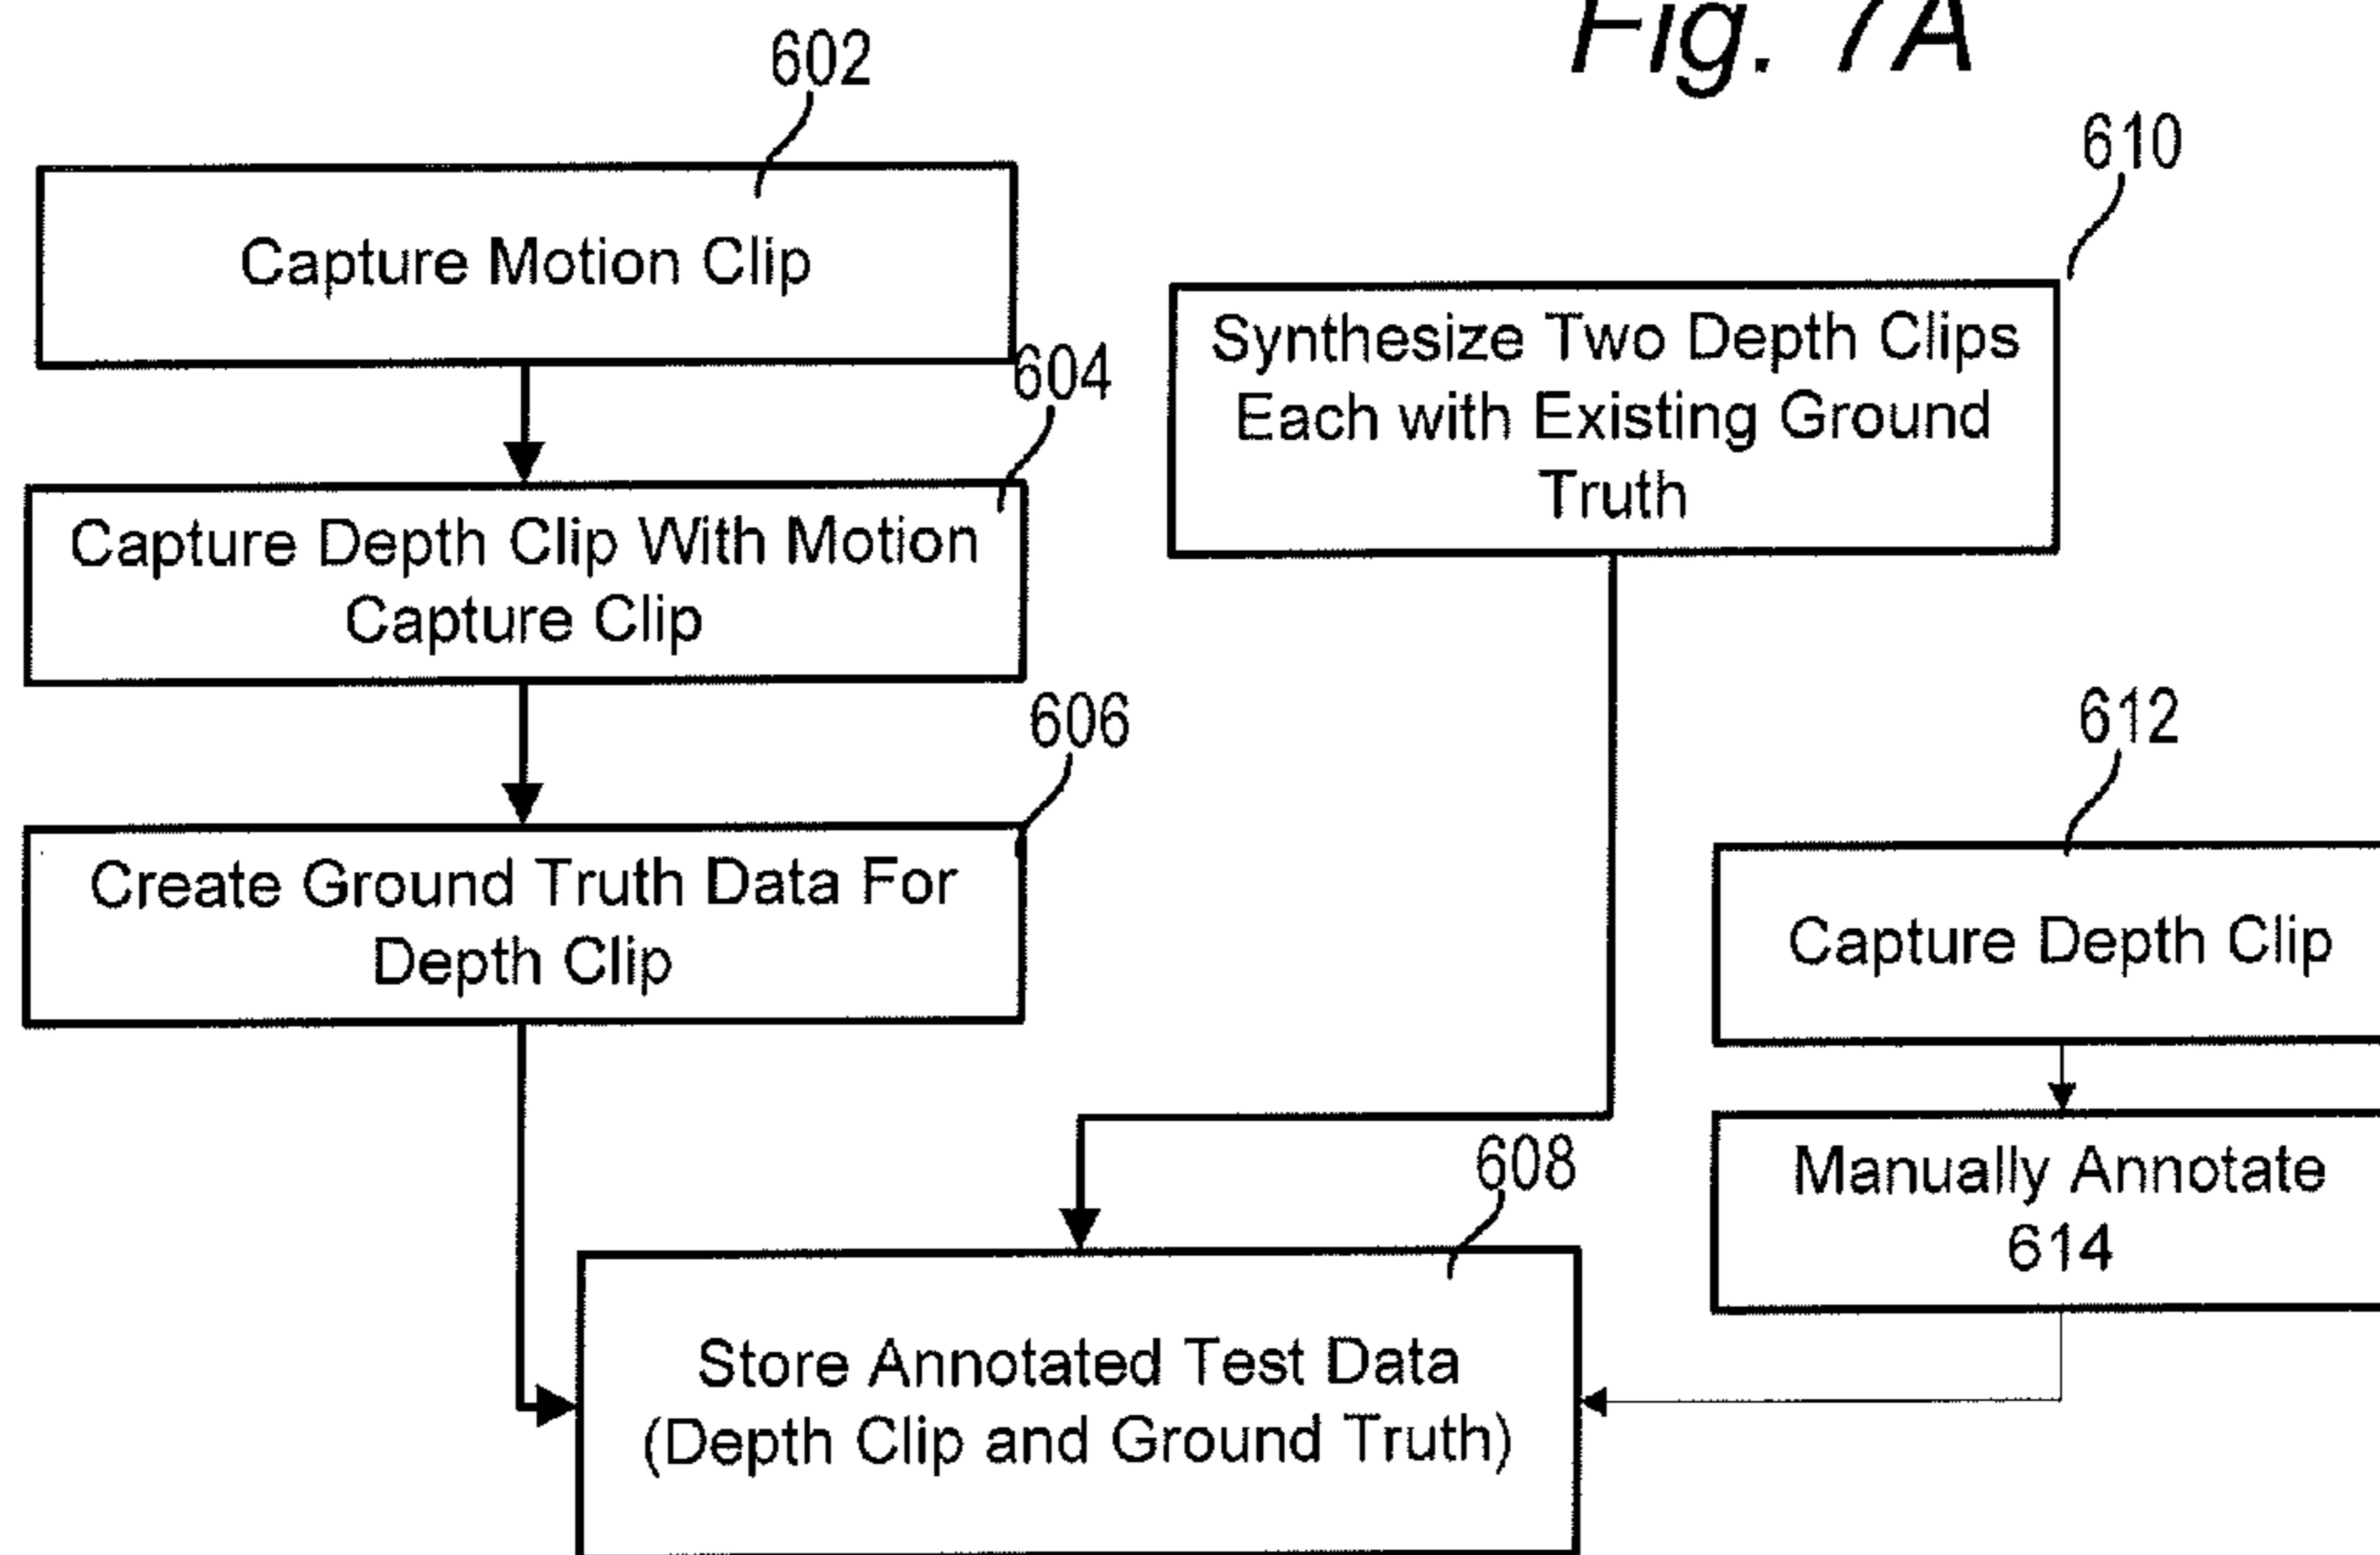 Fig. 7A
602
Capture Motion Clip
604
Capture Depth Clip With Motion
Capture Clip
606
Create Ground Truth Data For
Depth Clip
610
Synthesize Two Depth Clips
Each with Existing Ground
Truth
612
Capture Depth Clip
Manually Annotate
614
608
Store Annotated Test Data
(Depth Clip and Ground Truth)